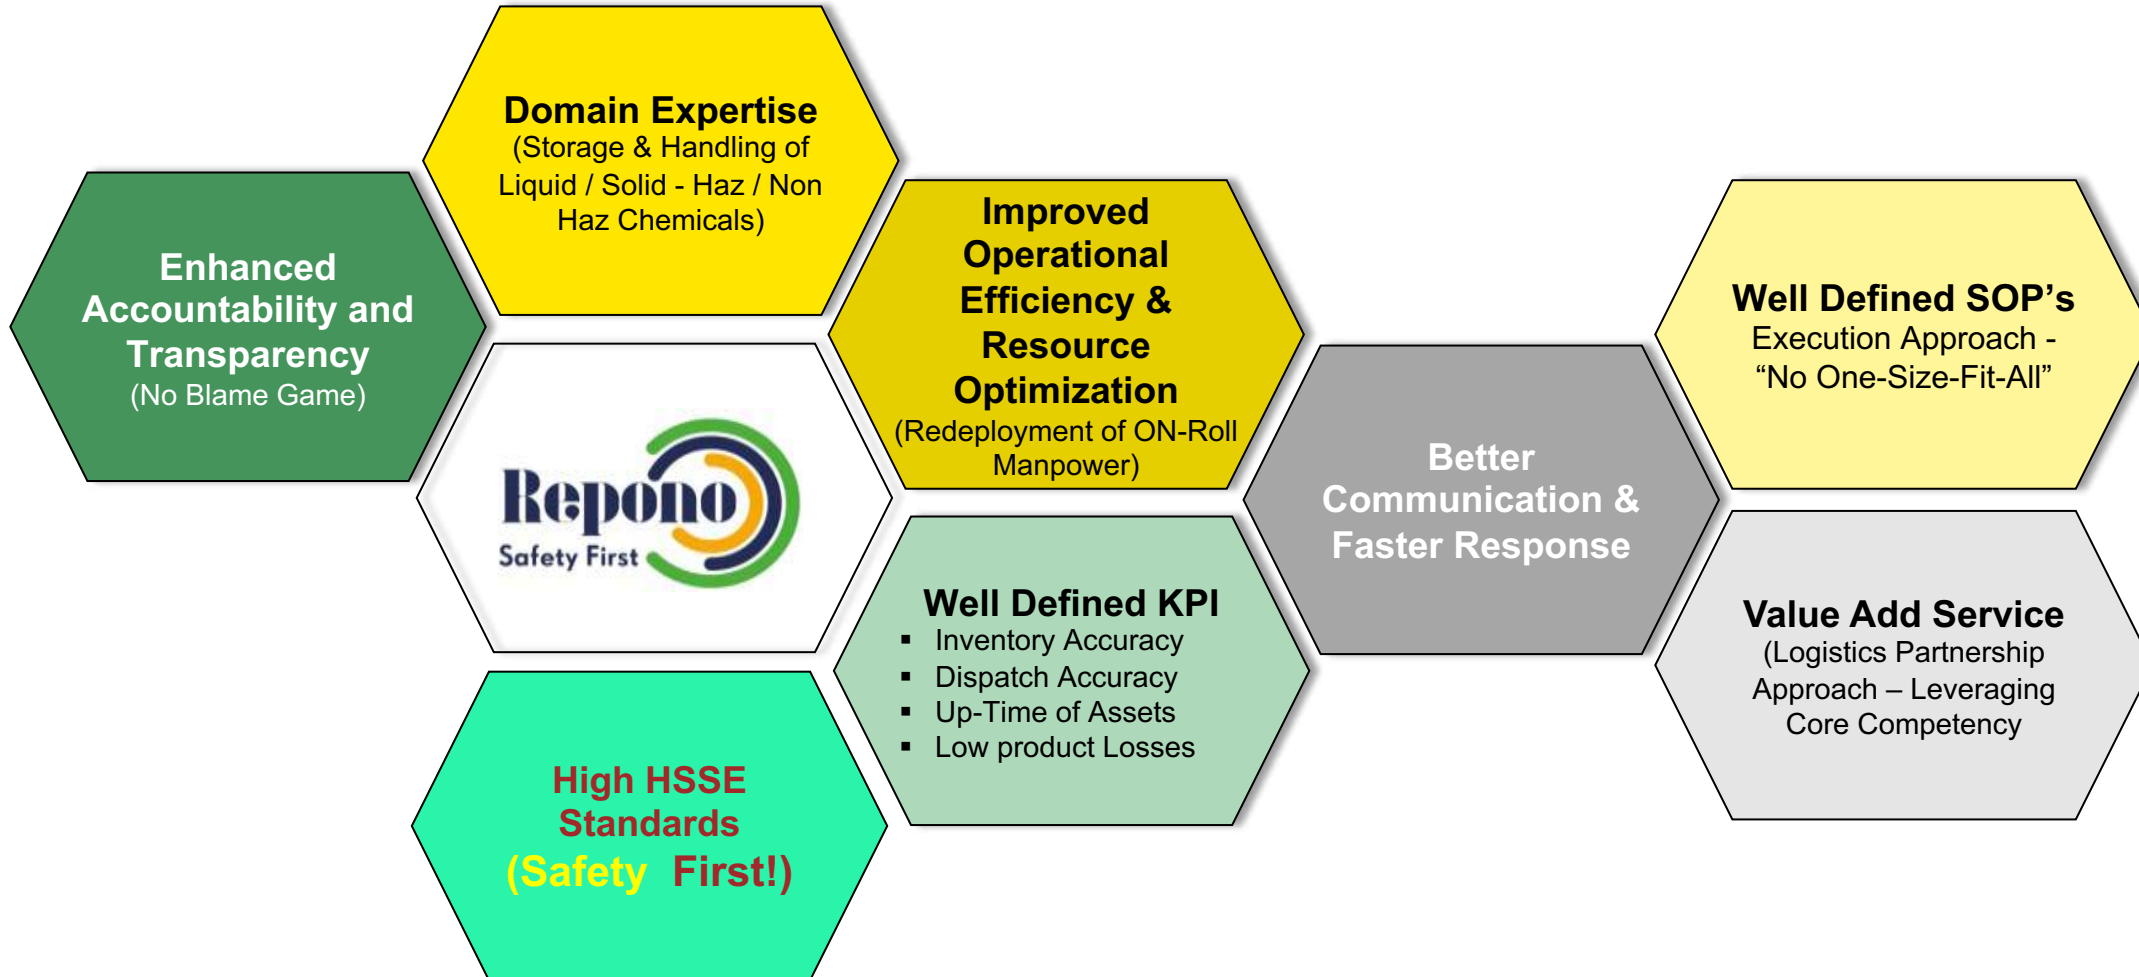 Domain Expertise
(Storage & Handling of
Liquid / Solid - Haz / Non
Haz Chemicals)
Enhanced
Accountability and
Transparency
(No Blame Game)
Improved
Operational
Efficiency &
Resource
Optimization
(Redeployment of ON-Roll
Manpower)
Well Defined SOP’s
Execution Approach -
“No One-Size-Fit-All”
Repono
Safety First
Better
Communication &
Faster Response
Well Defined KPI
▪ Inventory Accuracy
▪ Dispatch Accuracy
▪ Up-Time of Assets
▪ Low product Losses
Value Add Service
(Logistics Partnership
Approach – Leveraging
Core Competency
High HSSE
Standards
(Safety First!)